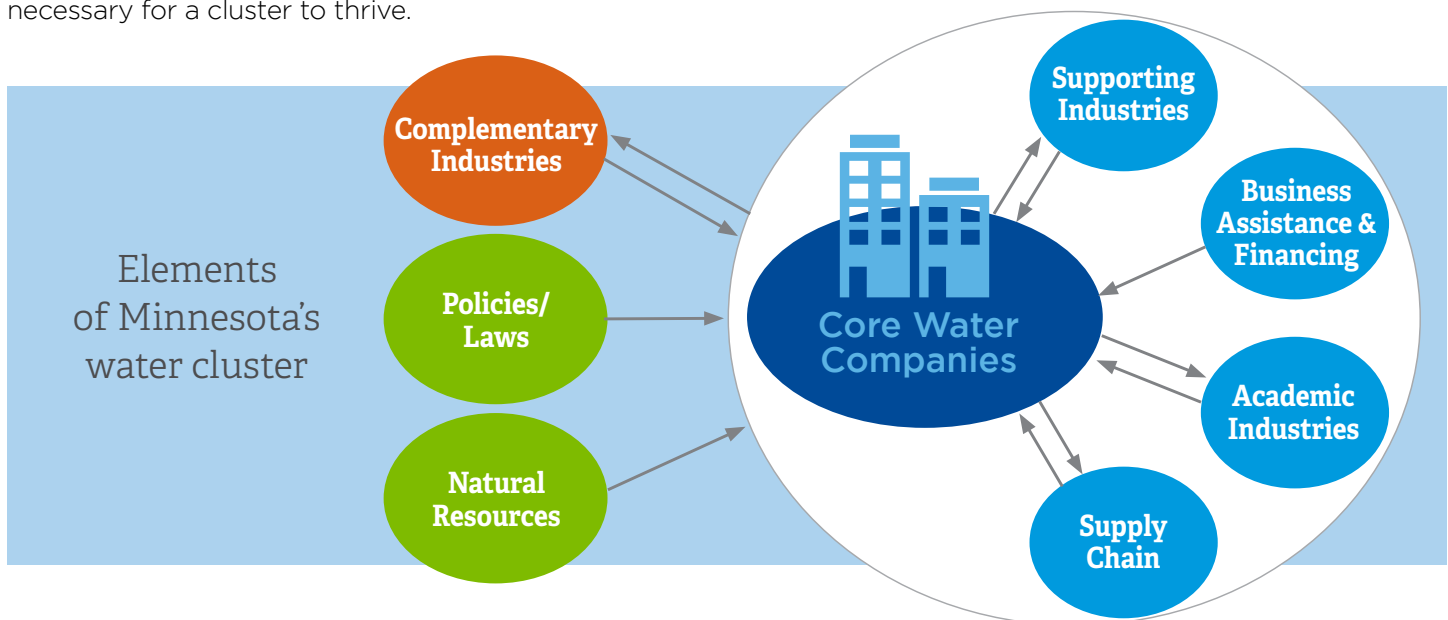 necessary for a cluster to thrive.
Elements
of Minnesota’s
water cluster
Complementary
Industries
Policies/
Laws
Natural
Resources
Core Water
Companies
Supporting
Industries
Business
Assistance &
Financing
Academic
Industries
Supply
Chain